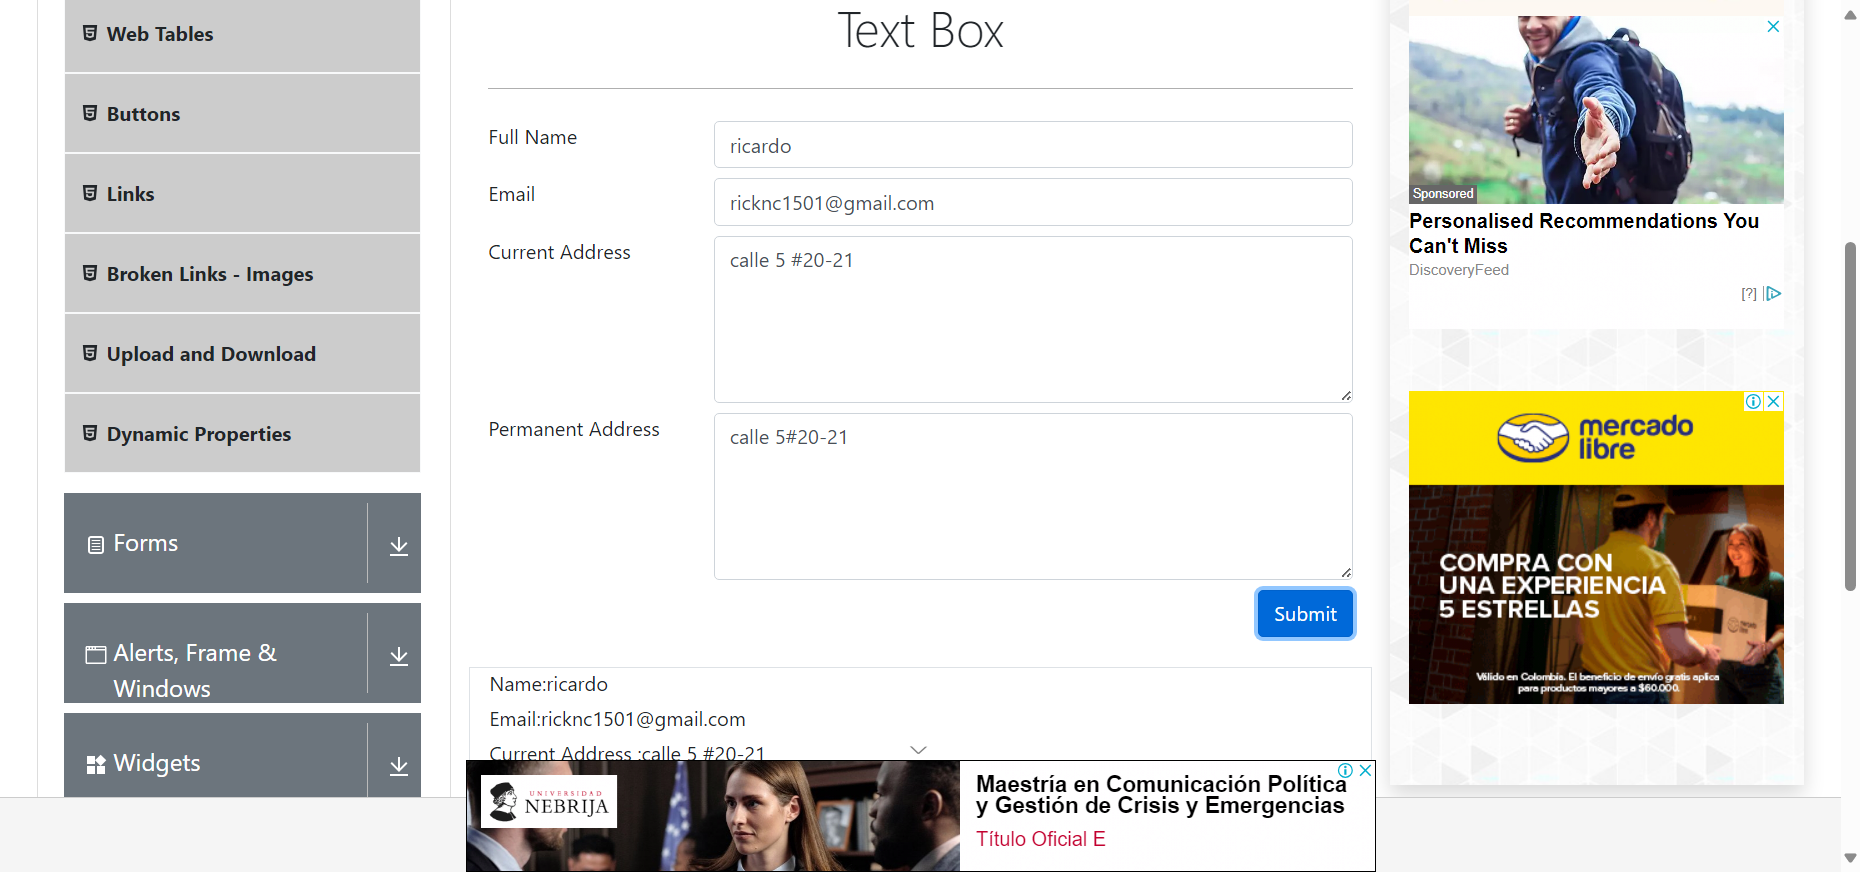 Web Tables
Buttons
Links
Broken Links - Images
Upload and Download
Dynamic Properties
Forms
Alerts, Frame &
Windows
Widgets
Text Box
Full Name
ricardo
Email
ricknc1501@gmail.com
Current Address
calle 5 #20-21
Permanent Address
calle 5#20-21
Submit
Name:ricardo
Email:ricknc1501@gmail.com
Current Address :calle 5 #20-21
UNIVERSIDAD
NEBRIJA
Maestría en Comunicación Política
y Gestión de Crisis y Emergencias
Título Oficial E
Sponsored
Personalised Recommendations You
Can't Miss
DiscoveryFeed
[?]
mercado
libre
COMPRA CON
UNA EXPERIENCIA
5 ESTRELLAS
mercado
libre
Válido en Colombia. El beneficio de envío gratis aplica
para productos mayores a $60.000.